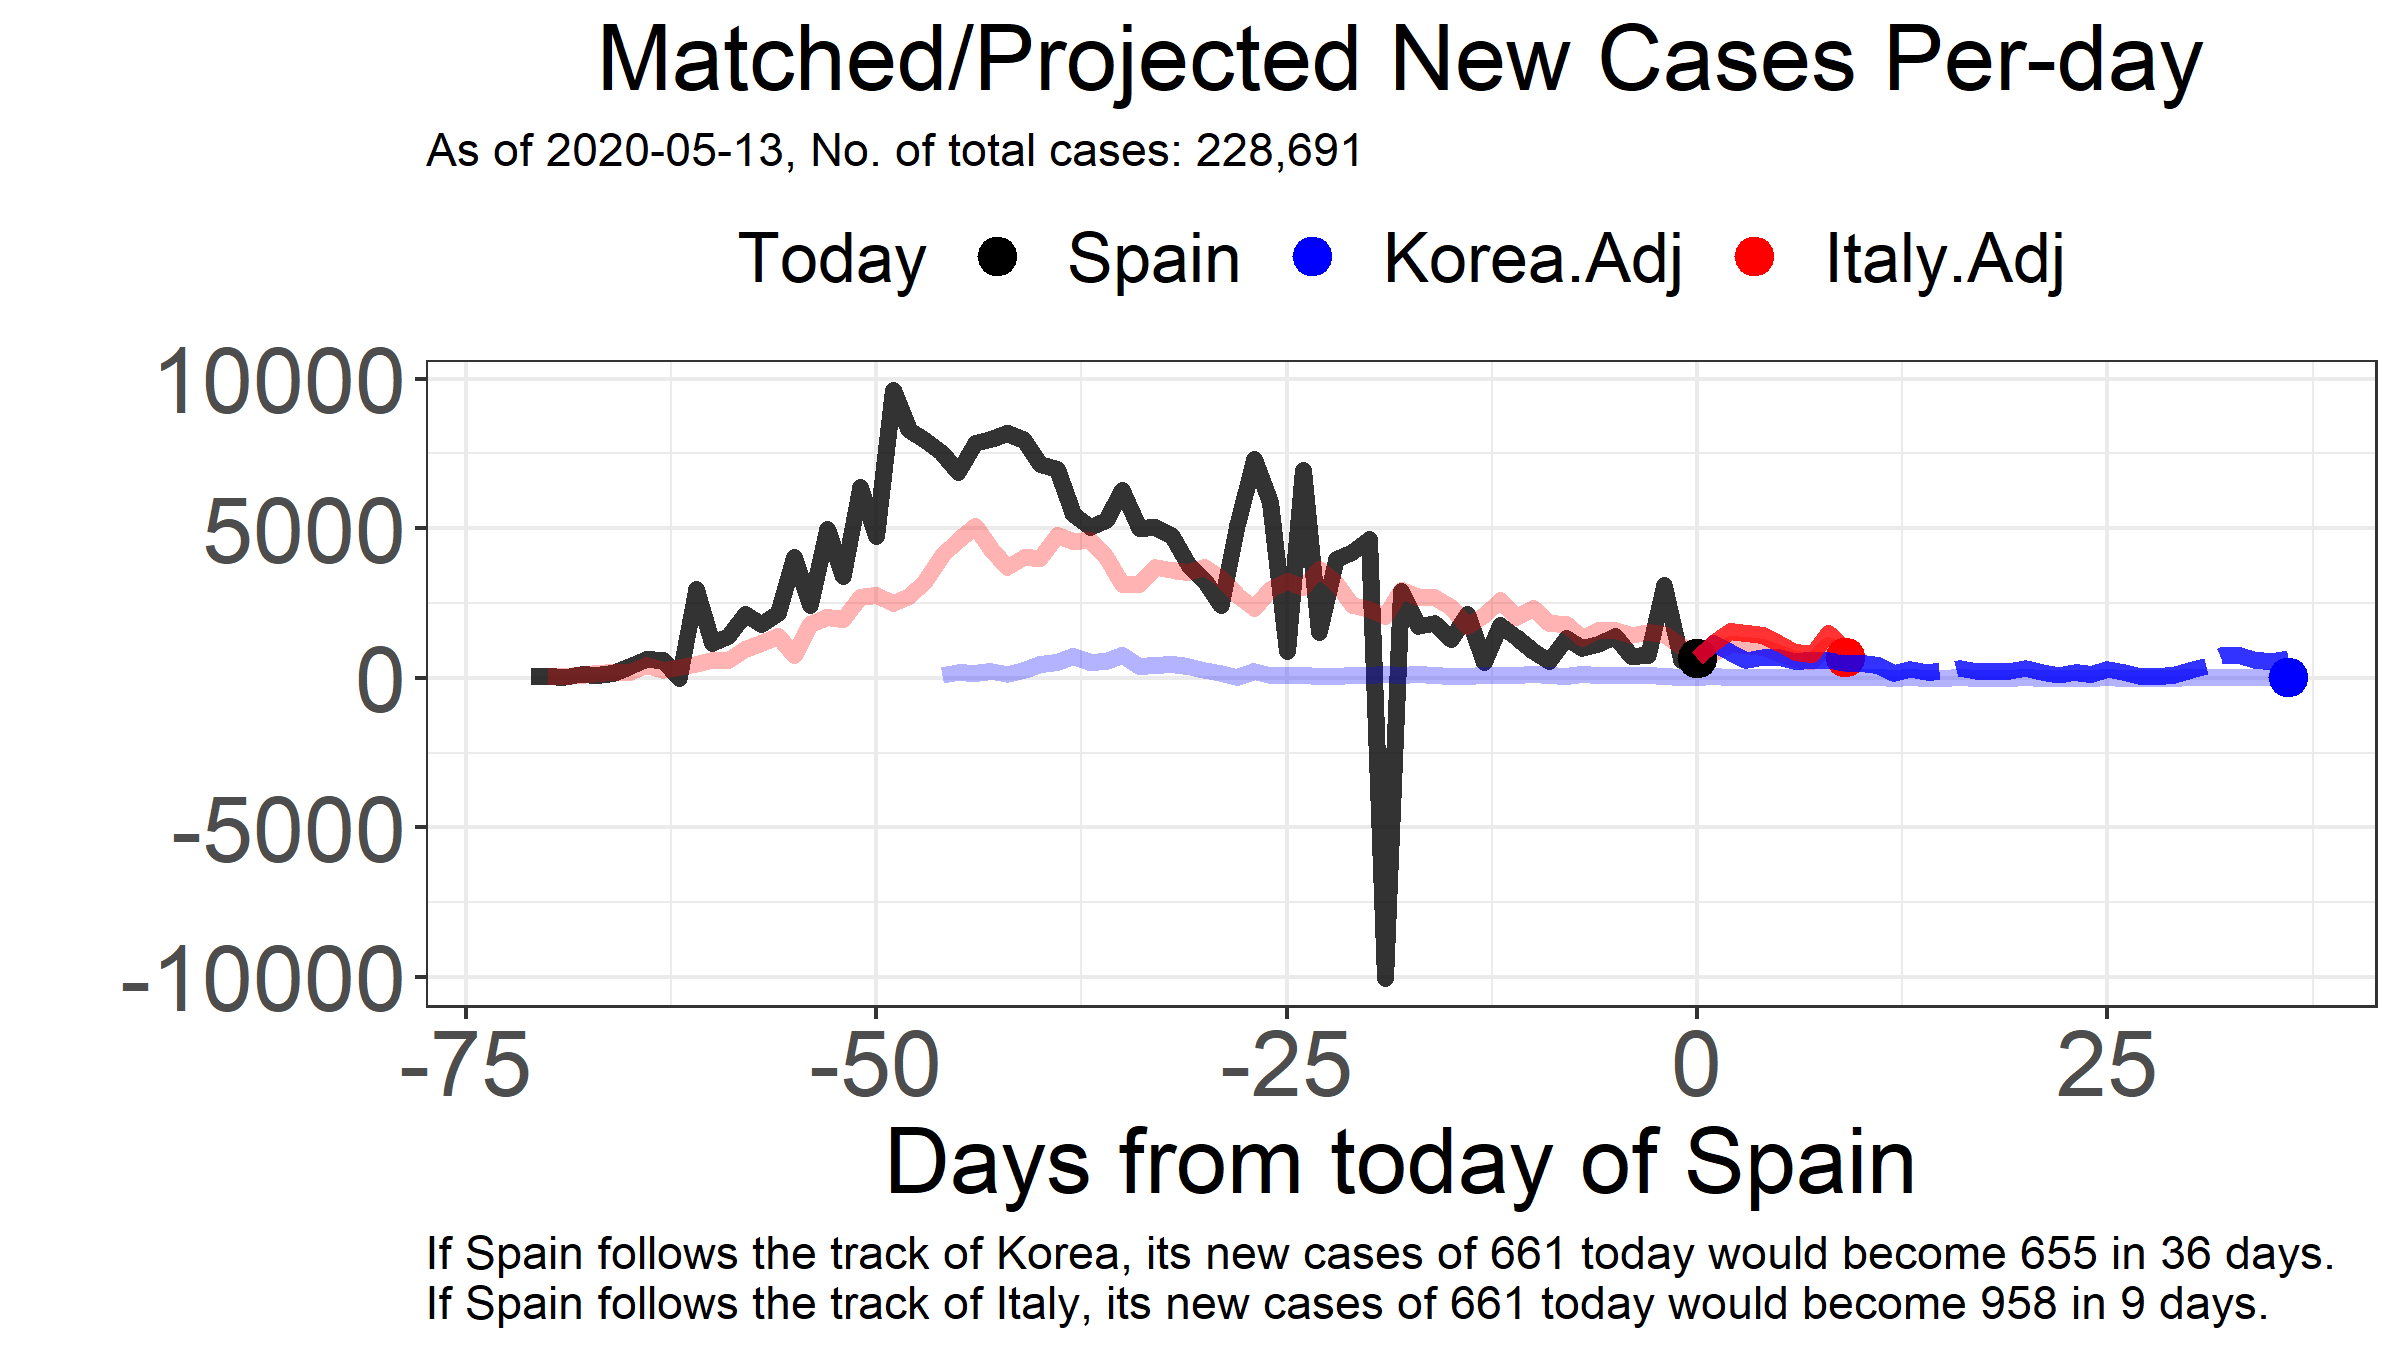 Matched/Projected New Cases Per-day
As of 2020-05-13, No. of total cases: 228,691
Today Spain Korea.Adj Italy.Adj
10000
5000
0
-5000
-10000
-75 -50 -25 0 25
Days from today of Spain
If Spain follows the track of Korea, its new cases of 661 today would become 655 in 36 days.
If Spain follows the track of Italy, its new cases of 661 today would become 958 in 9 days.